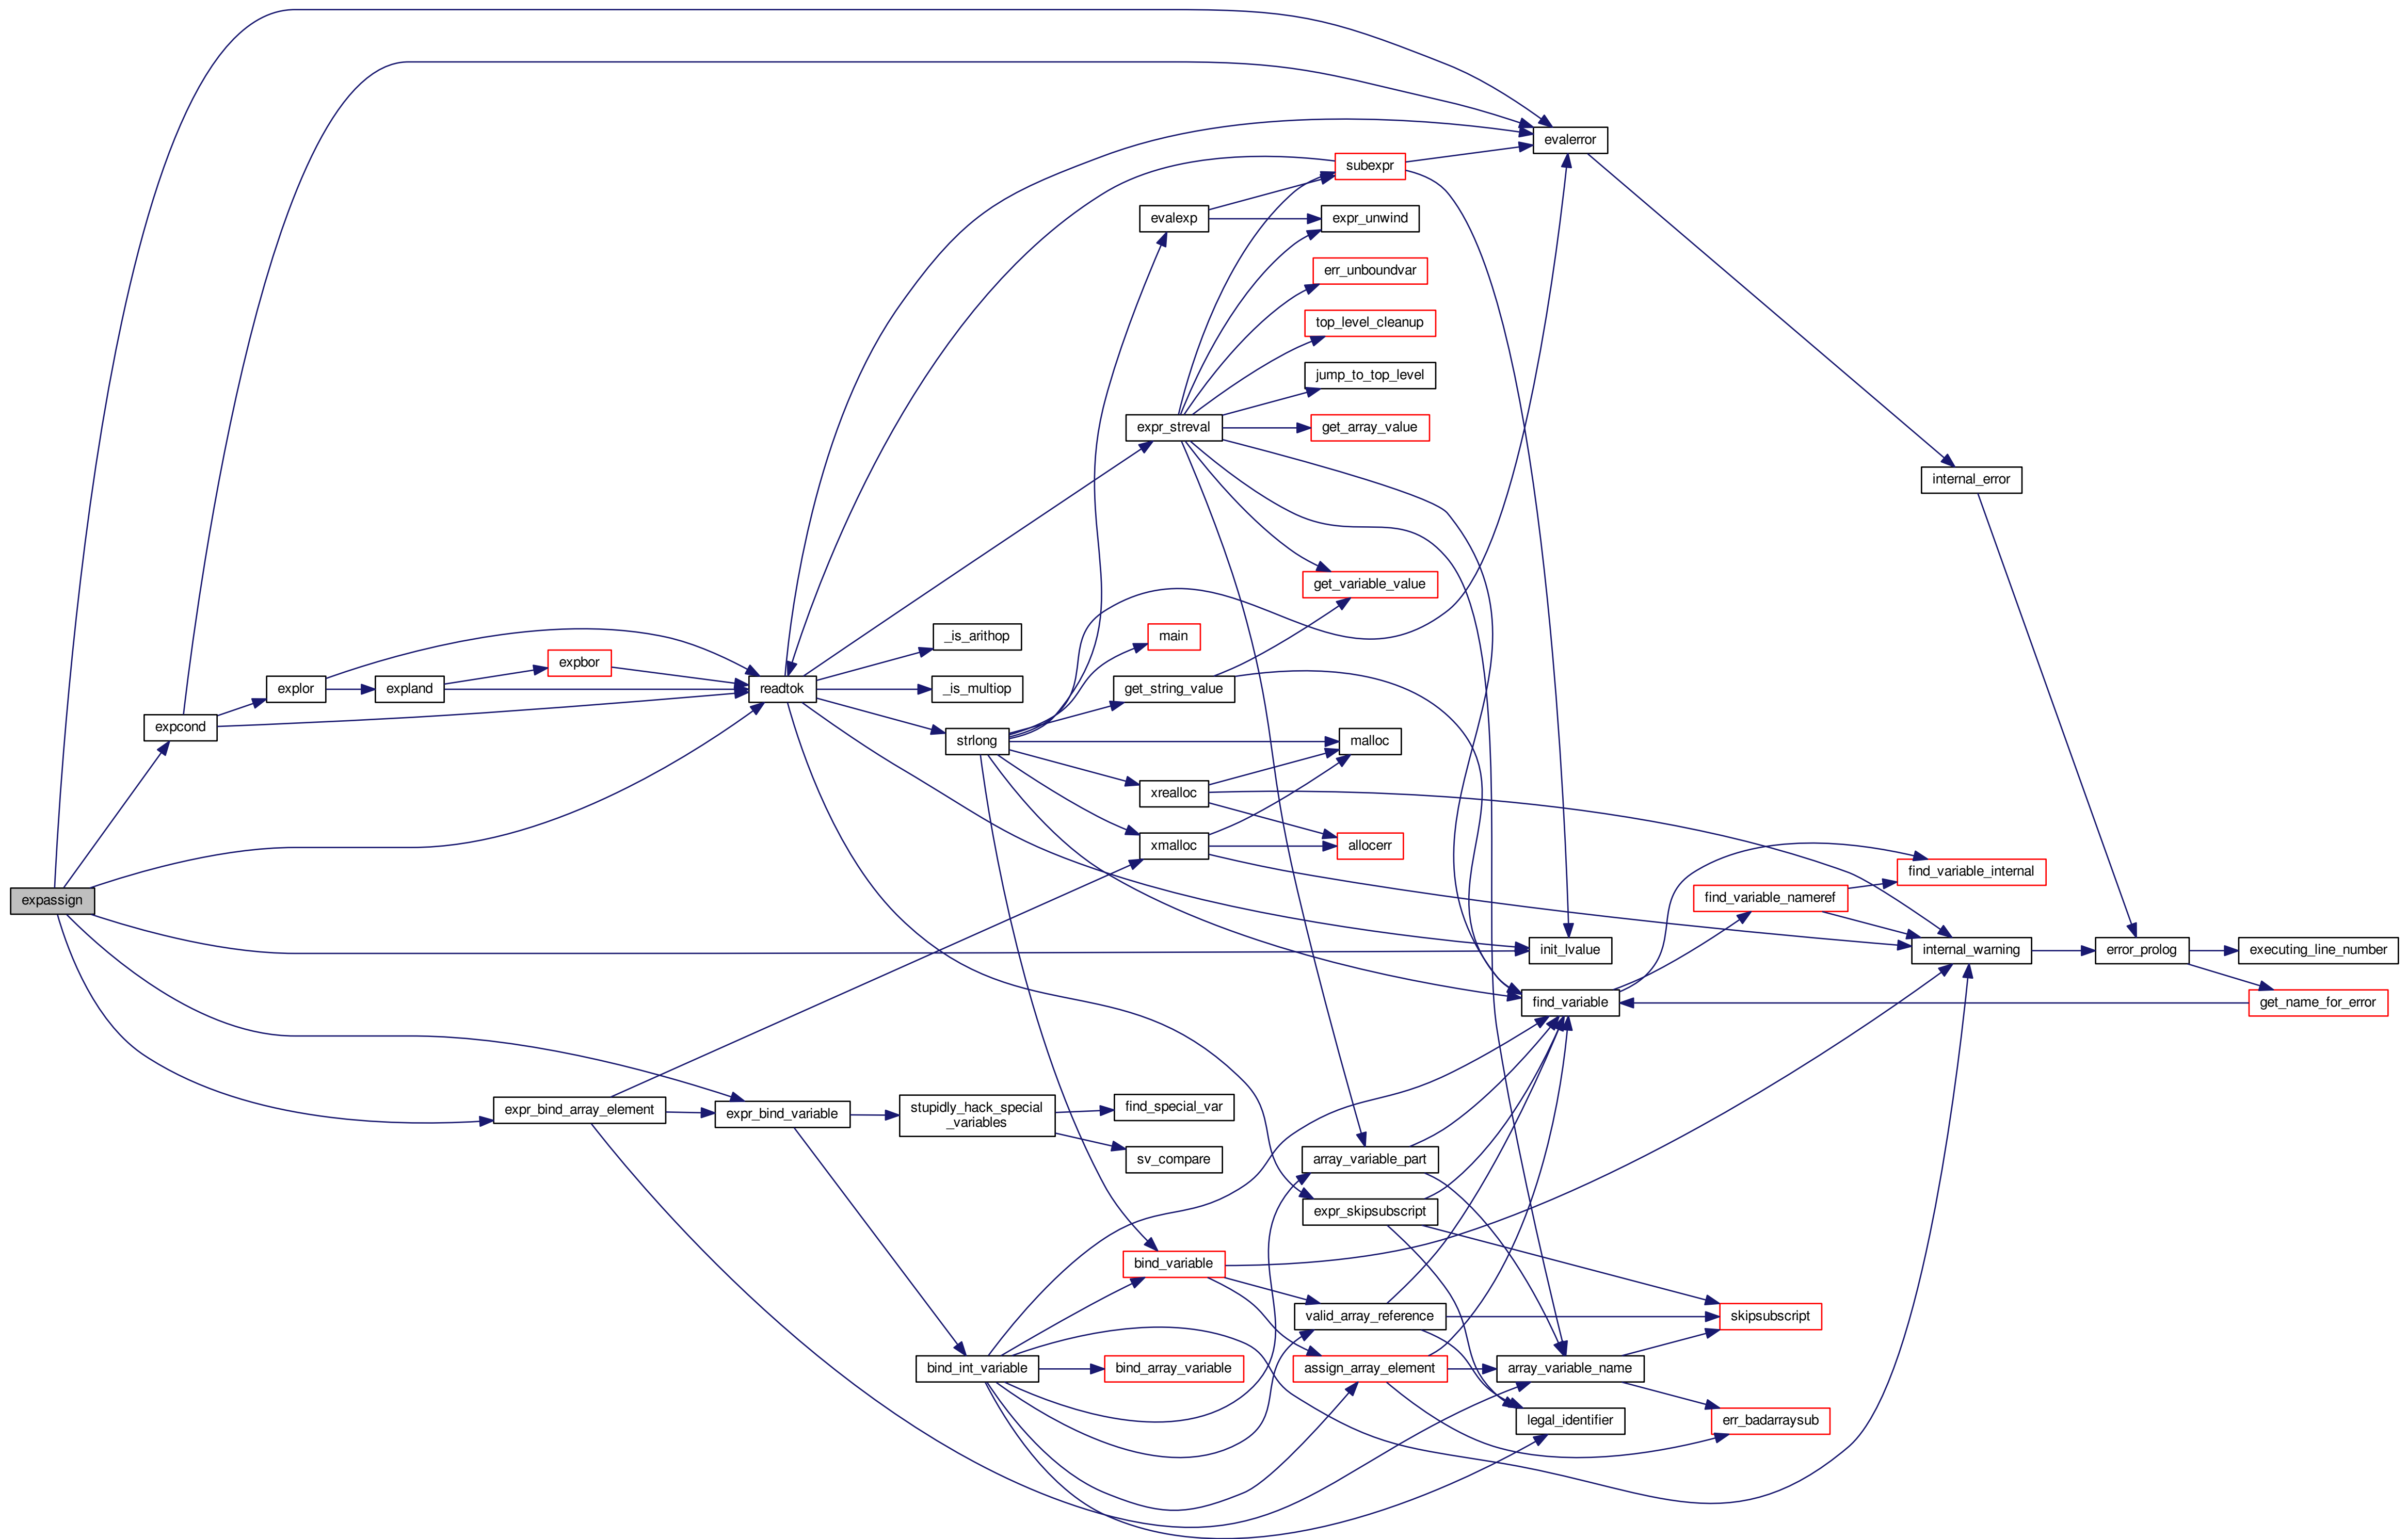 evalerror
subexpr
evalexp
expr_unwind
err_unboundvar
top_level_cleanup
jump_to_top_level
expr_streval
get_array_value
internal_error
get_variable_value
_is_arithop
main
expbor
explor
expland
readtok
_is_multiop
get_string_value
expcond
strlong
malloc
xrealloc
xmalloc
allocerr
find_variable_internal
expassign
find_variable_nameref
init_lvalue
internal_warning
error_prolog
executing_line_number
find_variable
get_name_for_error
expr_bind_array_element
expr_bind_variable
stupidly_hack_special
_variables
find_special_var
sv_compare
array_variable_part
expr_skipsubscript
bind_variable
valid_array_reference
skipsubscript
bind_int_variable
bind_array_variable
assign_array_element
array_variable_name
legal_identifier
err_badarraysub